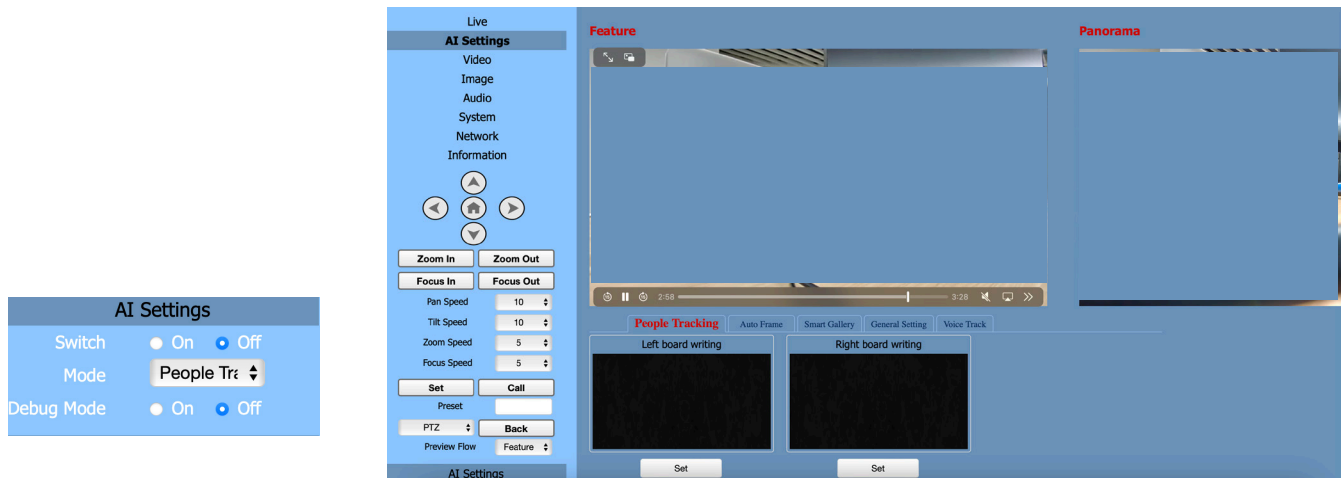 AI Settings
Switch On Off
Mode People Tra
Debug Mode On Off
Live
AI Settings
Video
Image
Audio
System
Network
Information
Zoom In Zoom Out
Focus In Focus Out
Pan Speed 10
Tilt Speed 10
Zoom Speed 5
Focus Speed 5
Set Call
Preset
PTZ Back
Preview Flow Feature
AI Settings
Feature
2:58 3:28
People Tracking Auto Frame Smart Gallery General Setting Voice Track
Left board writing Right board writing
Set Set
Panorama